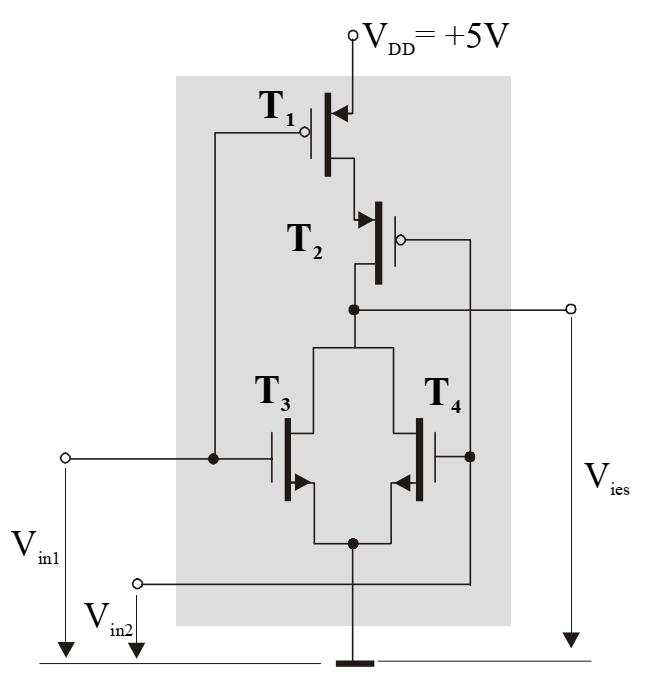 V_DD = +5V
T_1
T_2
T_3
T_4
V_ies
V_in1
V_in2